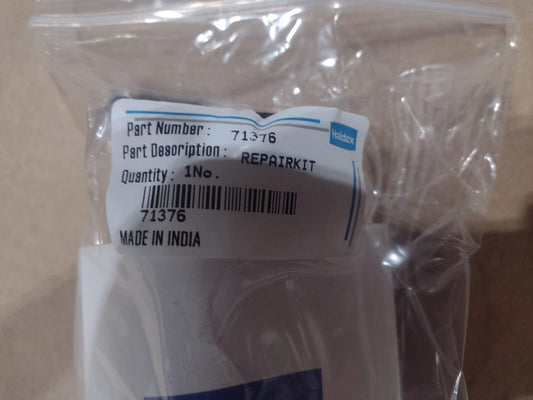 Haldex
Part Number : 71376
Part Description : REPAIRKIT
Quantity : 1No.
71376
MADE IN INDIA